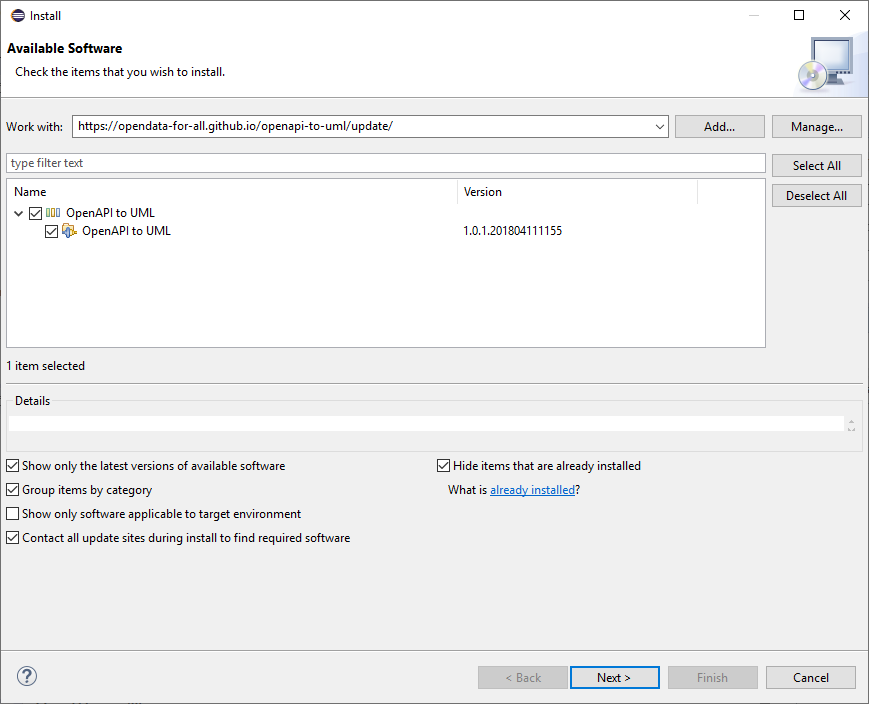 Install
Available Software
Check the items that you wish to install.
Work with: https://opendata-for-all.github.io/openapi-to-uml/update/ Add... Manage...
type filter text Select All
Name Version Deselect All
OpenAPI to UML
OpenAPI to UML 1.0.1.201804111155
1 item selected
Details
Show only the latest versions of available software Hide items that are already installed
Group items by category What is already installed?
Show only software applicable to target environment
Contact all update sites during install to find required software
? < Back Next > Finish Cancel